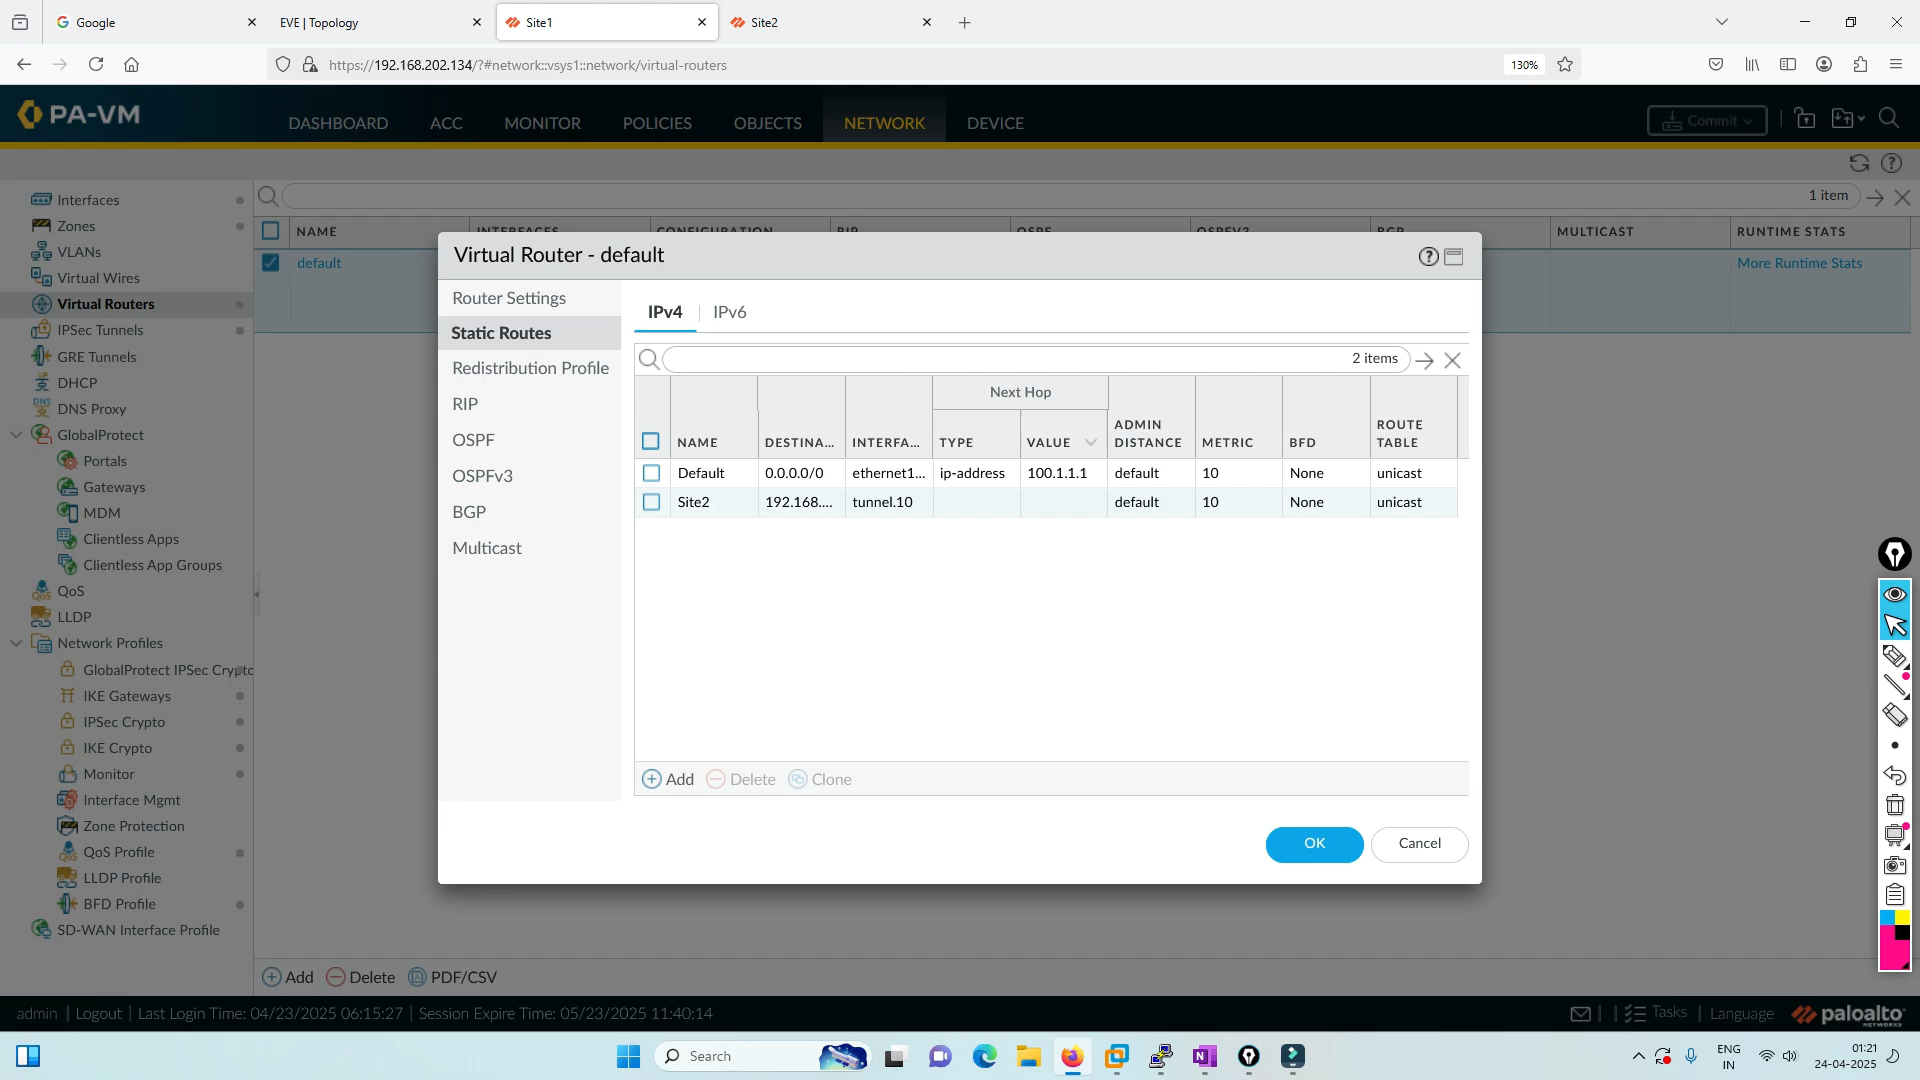 Google
EVE | Topology
Site1
Site2
https://192.168.202.134/?#network::vsys1::network/virtual-routers
130%
PA-VM
DASHBOARD
ACC
MONITOR
POLICIES
OBJECTS
NETWORK
DEVICE
Commit
Interfaces
Zones
VLANs
Virtual Wires
Virtual Routers
IPSec Tunnels
GRE Tunnels
DHCP
DNS Proxy
GlobalProtect
Portals
Gateways
MDM
Clientless Apps
Clientless App Groups
QoS
LLDP
Network Profiles
GlobalProtect IPSec Crypto
IKE Gateways
IPSec Crypto
IKE Crypto
Monitor
Interface Mgmt
Zone Protection
QoS Profile
LLDP Profile
BFD Profile
SD-WAN Interface Profile
1 item
NAME INTERFACES CONFIGURATION RIP OSPF OSPFV3 BGP MULTICAST RUNTIME STATS
default More Runtime Stats
Virtual Router - default
Router Settings
Static Routes
Redistribution Profile
RIP
OSPF
OSPFv3
BGP
Multicast
IPv4 IPv6
2 items
Next Hop
NAME DESTINA... INTERFA... TYPE VALUE ADMIN DISTANCE METRIC BFD ROUTE TABLE
Default 0.0.0.0/0 ethernet1... ip-address 100.1.1.1 default 10 None unicast
Site2 192.168.... tunnel.10 default 10 None unicast
Add Delete Clone
OK Cancel
Add Delete PDF/CSV
admin | Logout | Last Login Time: 04/23/2025 06:15:27 | Session Expire Time: 05/23/2025 11:40:14
Tasks | Language
paloalto
NETWORKS
Search
ENG
IN
01:21
24-04-2025